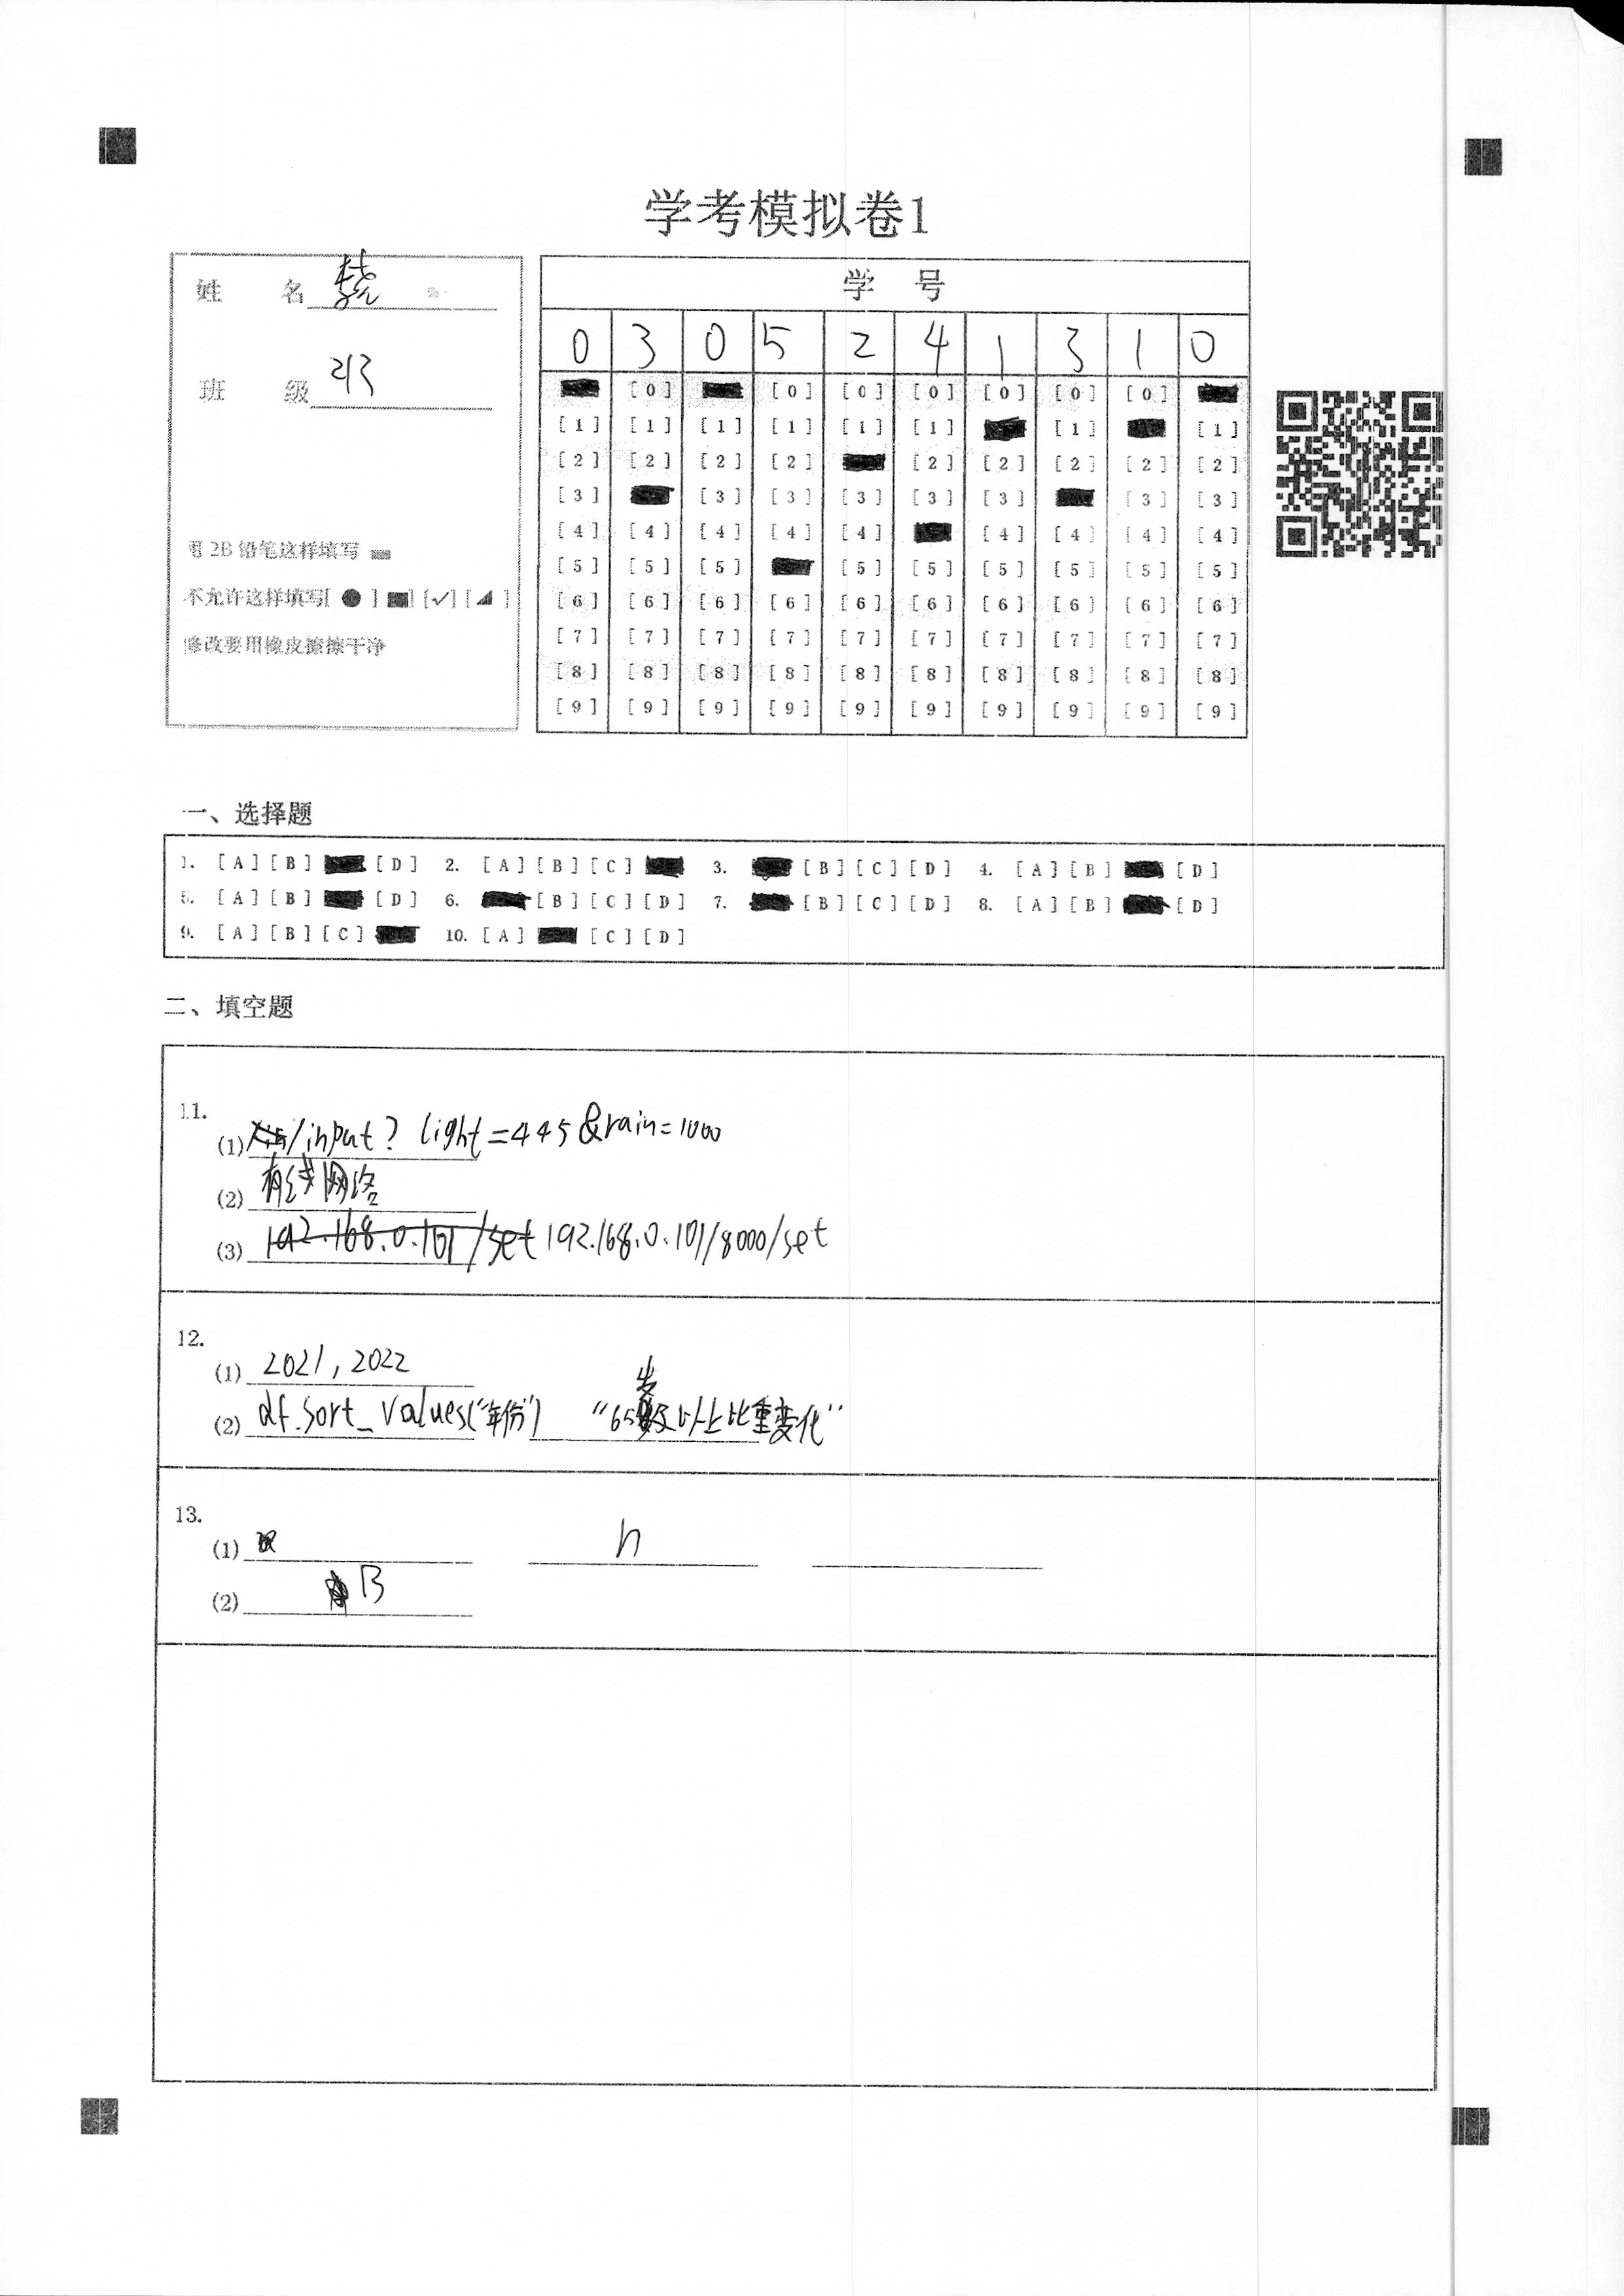 学考模拟卷1
姓 名
班 级 213
用 2B 铅笔这样填写
不允许这样填写[ ● ] [✓] [ ◢ ]
修改要用橡皮擦擦干净
学 号
0 3 0 5 2 4 1 3 1 0
[0] [0] [0] [0] [0] [0] [0]
[1] [1] [1] [1] [1] [1] [1] [1]
[2] [2] [2] [2] [2] [2] [2] [2] [2]
[3] [3] [3] [3] [3] [3] [3] [3]
[4] [4] [4] [4] [4] [4] [4] [4] [4]
[5] [5] [5] [5] [5] [5] [5] [5] [5]
[6] [6] [6] [6] [6] [6] [6] [6] [6] [6]
[7] [7] [7] [7] [7] [7] [7] [7] [7] [7]
[8] [8] [8] [8] [8] [8] [8] [8] [8] [8]
[9] [9] [9] [9] [9] [9] [9] [9] [9] [9]
一、选择题
1. [A] [B] [D] 2. [A] [B] [C] 3. [B] [C] [D] 4. [A] [B] [D]
5. [A] [B] [D] 6. [B] [C] [D] 7. [B] [C] [D] 8. [A] [B] [D]
9. [A] [B] [C] 10. [A] [C] [D]
二、填空题
11.
(1) /input? light=445&rain=1000
(2) 有线网络
(3) 192.168.0.101/set 192.168.0.101/8000/set
12.
(1) 2021, 2022
(2) df.sort_values("年份") "65岁及以上比重变化"
13.
(1) n
(2) B